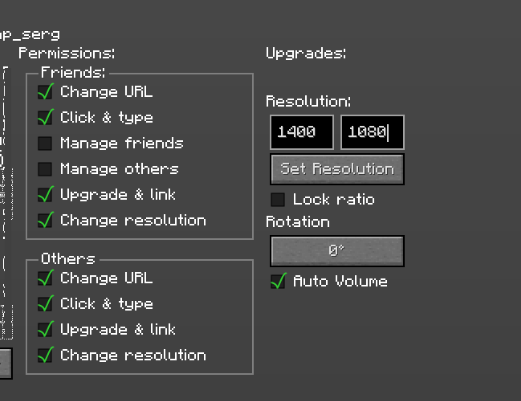 p_serg
Permissions:
Friends:
Change URL
Click & type
Manage friends
Manage others
Upgrade & link
Change resolution
Others
Change URL
Click & type
Upgrade & link
Change resolution
Upgrades:
Resolution:
1400 1080
Set Resolution
Lock ratio
Rotation
0°
Auto Volume